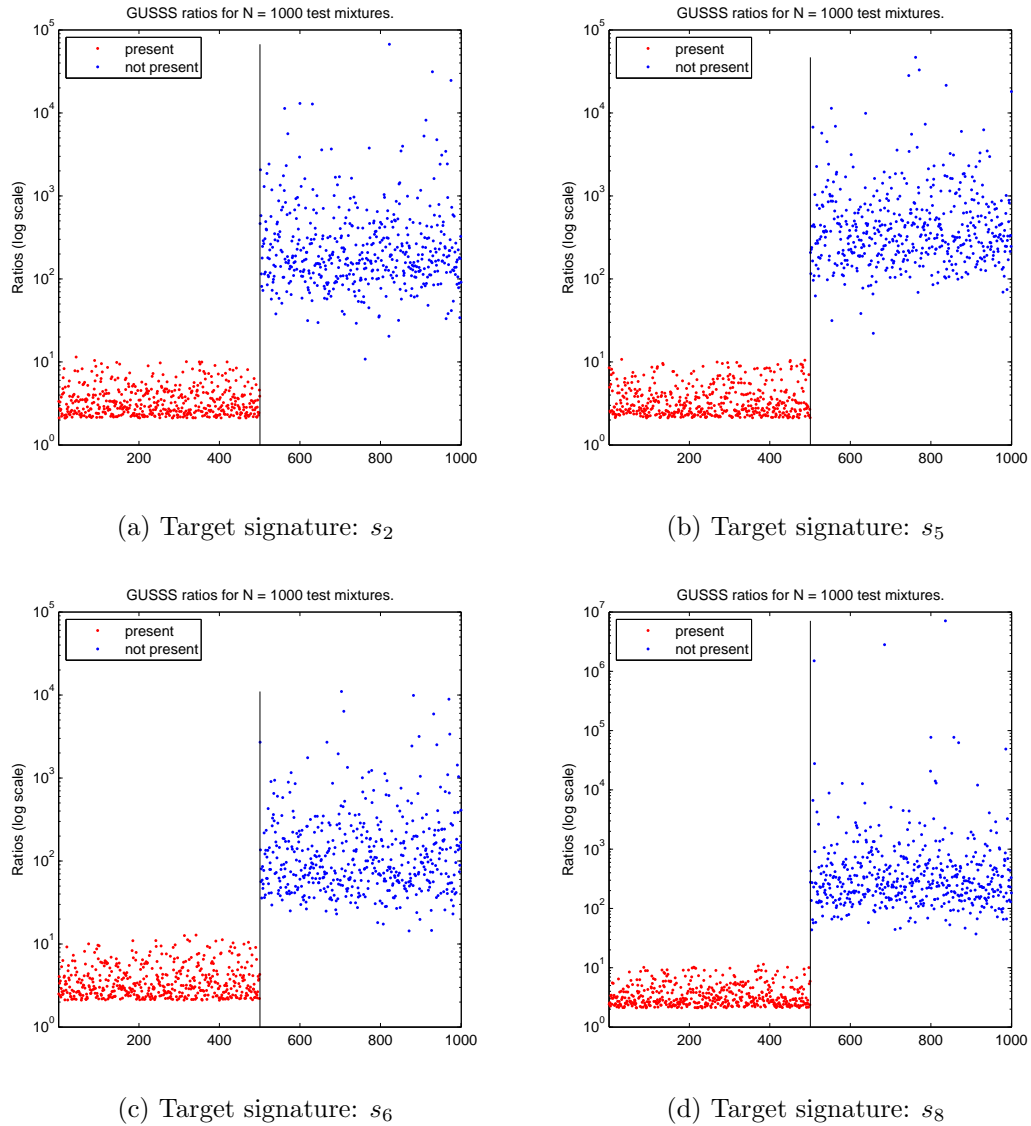 GUSSS ratios for N = 1000 test mixtures.
10^5
10^4
10^3
10^2
10^1
10^0
Ratios (log scale)
present
not present
200 400 600 800 1000
(a) Target signature: s_2
GUSSS ratios for N = 1000 test mixtures.
10^5
10^4
10^3
10^2
10^1
10^0
Ratios (log scale)
present
not present
200 400 600 800 1000
(b) Target signature: s_5
GUSSS ratios for N = 1000 test mixtures.
10^5
10^4
10^3
10^2
10^1
10^0
Ratios (log scale)
present
not present
200 400 600 800 1000
(c) Target signature: s_6
GUSSS ratios for N = 1000 test mixtures.
10^7
10^6
10^5
10^4
10^3
10^2
10^1
10^0
Ratios (log scale)
present
not present
200 400 600 800 1000
(d) Target signature: s_8